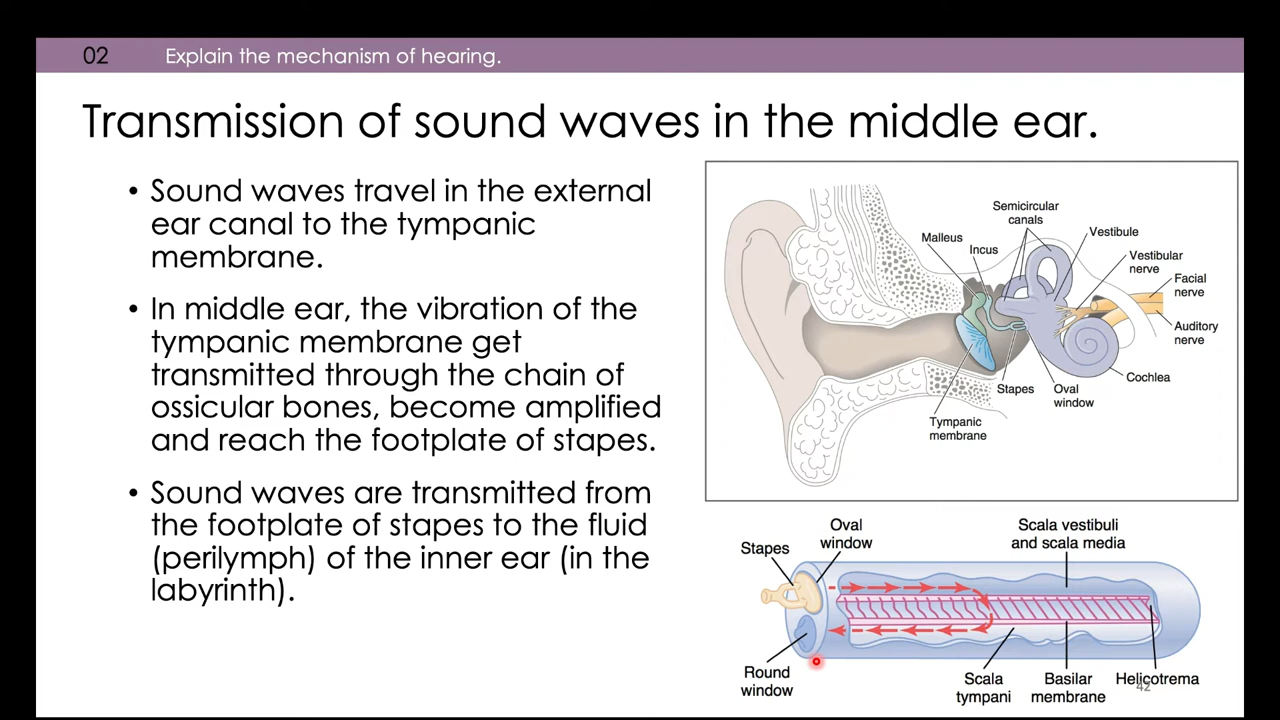 02 Explain the mechanism of hearing.
Transmission of sound waves in the middle ear.
• Sound waves travel in the external
ear canal to the tympanic
membrane.
• In middle ear, the vibration of the
tympanic membrane get
transmitted through the chain of
ossicular bones, become amplified
and reach the footplate of stapes.
• Sound waves are transmitted from
the footplate of stapes to the fluid
(perilymph) of the inner ear (in the
labyrinth).
Semicircular
canals
Malleus
Incus
Vestibule
Vestibular
nerve
Facial
nerve
Auditory
nerve
Cochlea
Stapes
Oval
window
Tympanic
membrane
Stapes
Oval
window
Scala vestibuli
and scala media
Round
window
Scala
tympani
Basilar
membrane
Helicotrema
42